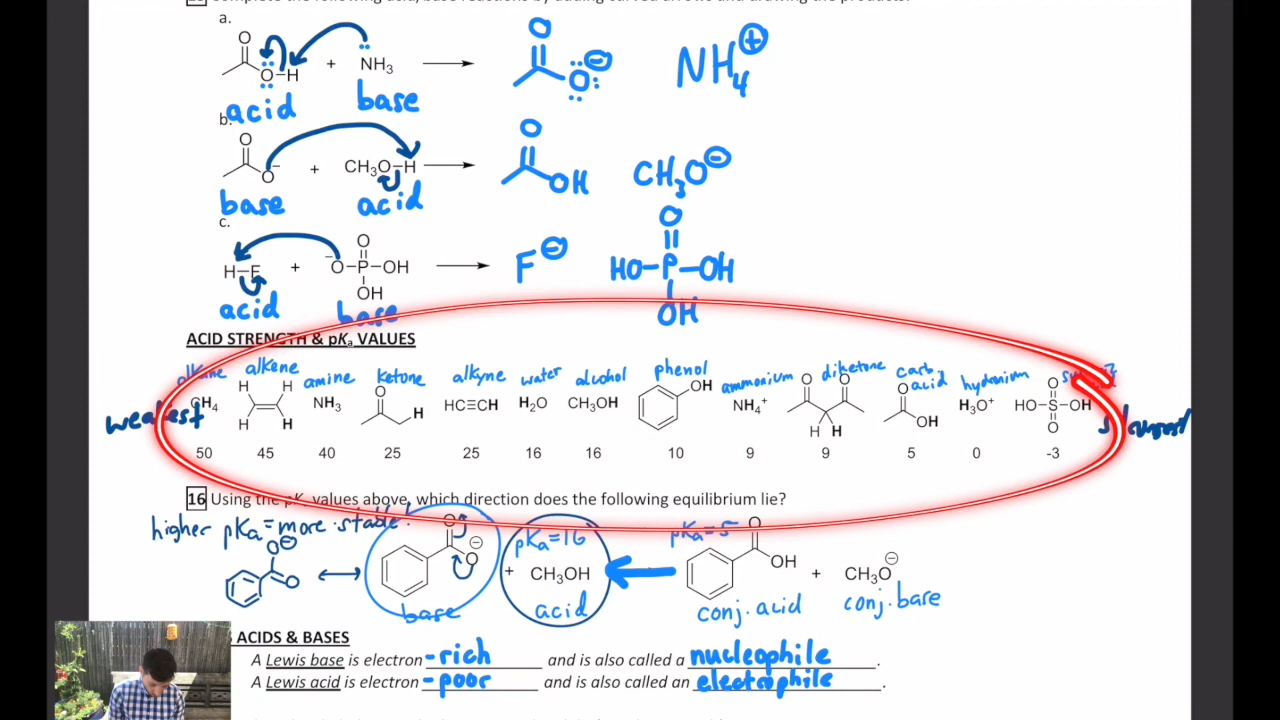 a.
O
O-H + NH3
acid base
O
O⊖ NH4⊕
b.
O
O- + CH3O-H
base acid
O
OH CH3O⊖
c.
H-F + -O-P-OH
O
OH
acid base
F⊖ HO-P-OH
O
OH
ACID STRENGTH & pKa VALUES
alkane alkene amine ketone alkyne water alcohol phenol ammonium diketone carb. acid hydronium
weakest CH4 H H H H NH3 O H HC≡CH H2O CH3OH OH NH4+ O O H H O OH H3O+ HO-S-OH O O
50 45 40 25 25 16 16 10 9 9 5 0 -3
16 Using the pKa values above, which direction does the following equilibrium lie?
higher pKa = more stable!
O⊖ O O O⊖ + pKa=16 CH3OH pKa=5 O OH + CH3O⊖
base acid conj. acid conj. base
ACIDS & BASES
A Lewis base is electron -rich and is also called a nucleophile.
A Lewis acid is electron -poor and is also called an electrophile.